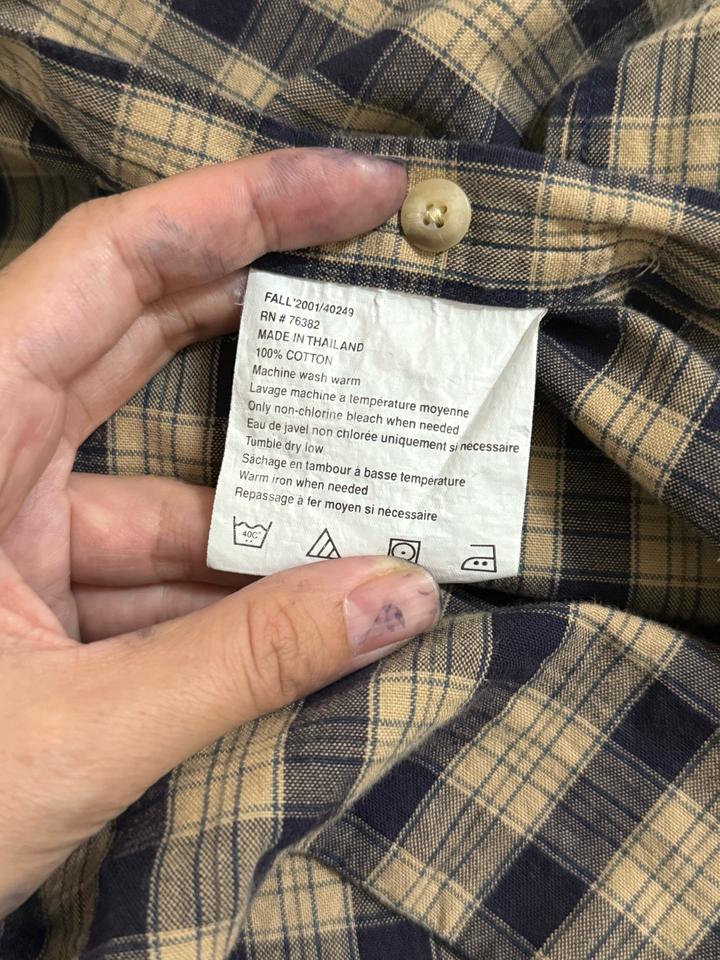 FALL'2001/40249
RN # 76382
MADE IN THAILAND
100% COTTON
Machine wash warm
Lavage machine a température moyenne
Only non-chlorine bleach when needed
Eau de javel non chlorée uniquement si nécessaire
Tumble dry low
Sâchage en tambour à basse température
Warm iron when needed
Repassage à fer moyen si nécessaire
40C°